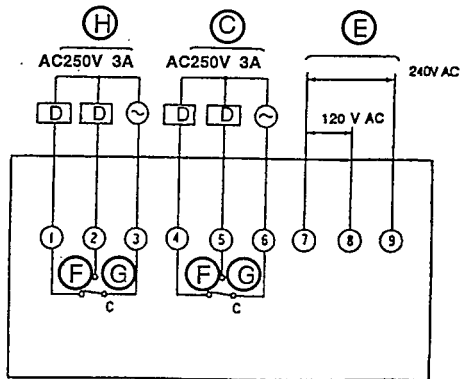 H C E
AC250V 3A AC250V 3A
240V AC
120 V AC
D D ~ D D ~
1 2 3 4 5 6 7 8 9
F G F G
C C